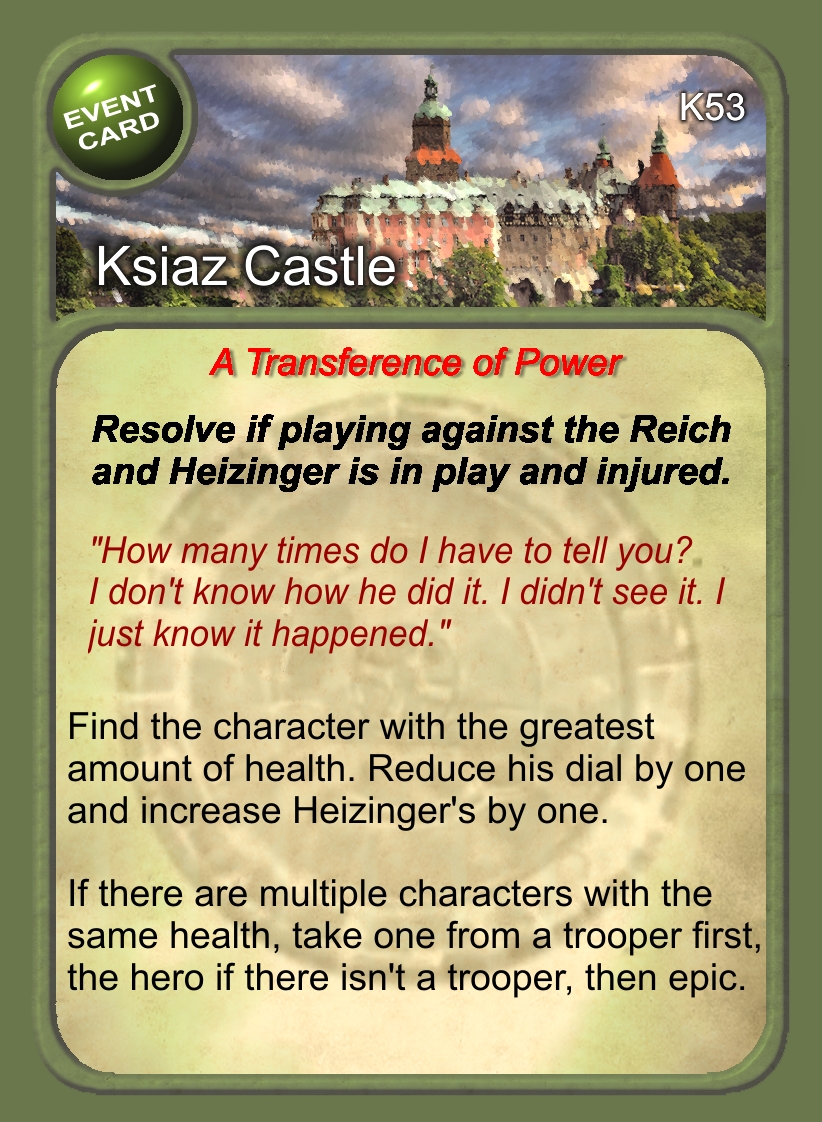 EVENT
CARD
K53
Ksiaz Castle
A Transference of Power
Resolve if playing against the Reich
and Heizinger is in play and injured.
"How many times do I have to tell you?
I don't know how he did it. I didn't see it. I
just know it happened."
Find the character with the greatest
amount of health. Reduce his dial by one
and increase Heizinger's by one.
If there are multiple characters with the
same health, take one from a trooper first,
the hero if there isn't a trooper, then epic.